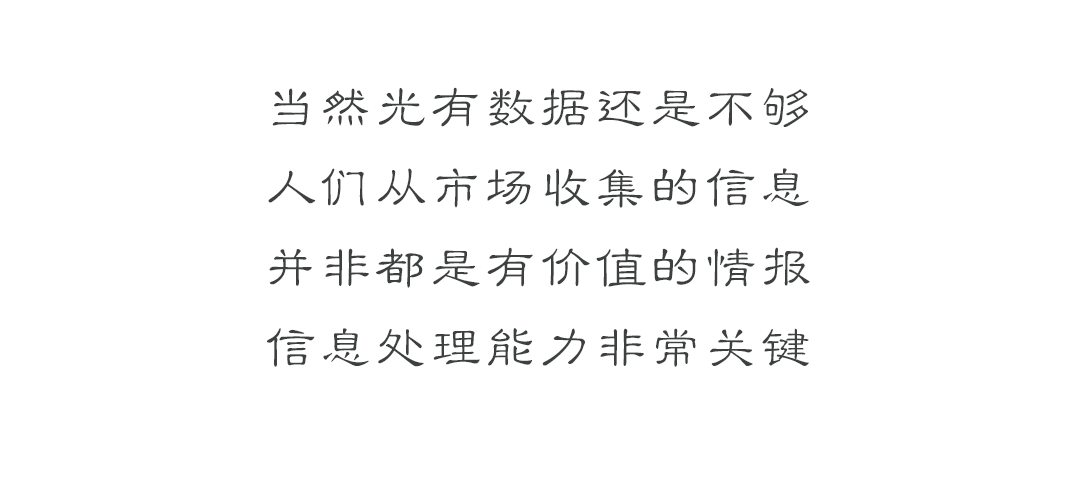 当然光有数据还是不够
人们从市场收集的信息
并非都是有价值的情报
信息处理能力非常关键